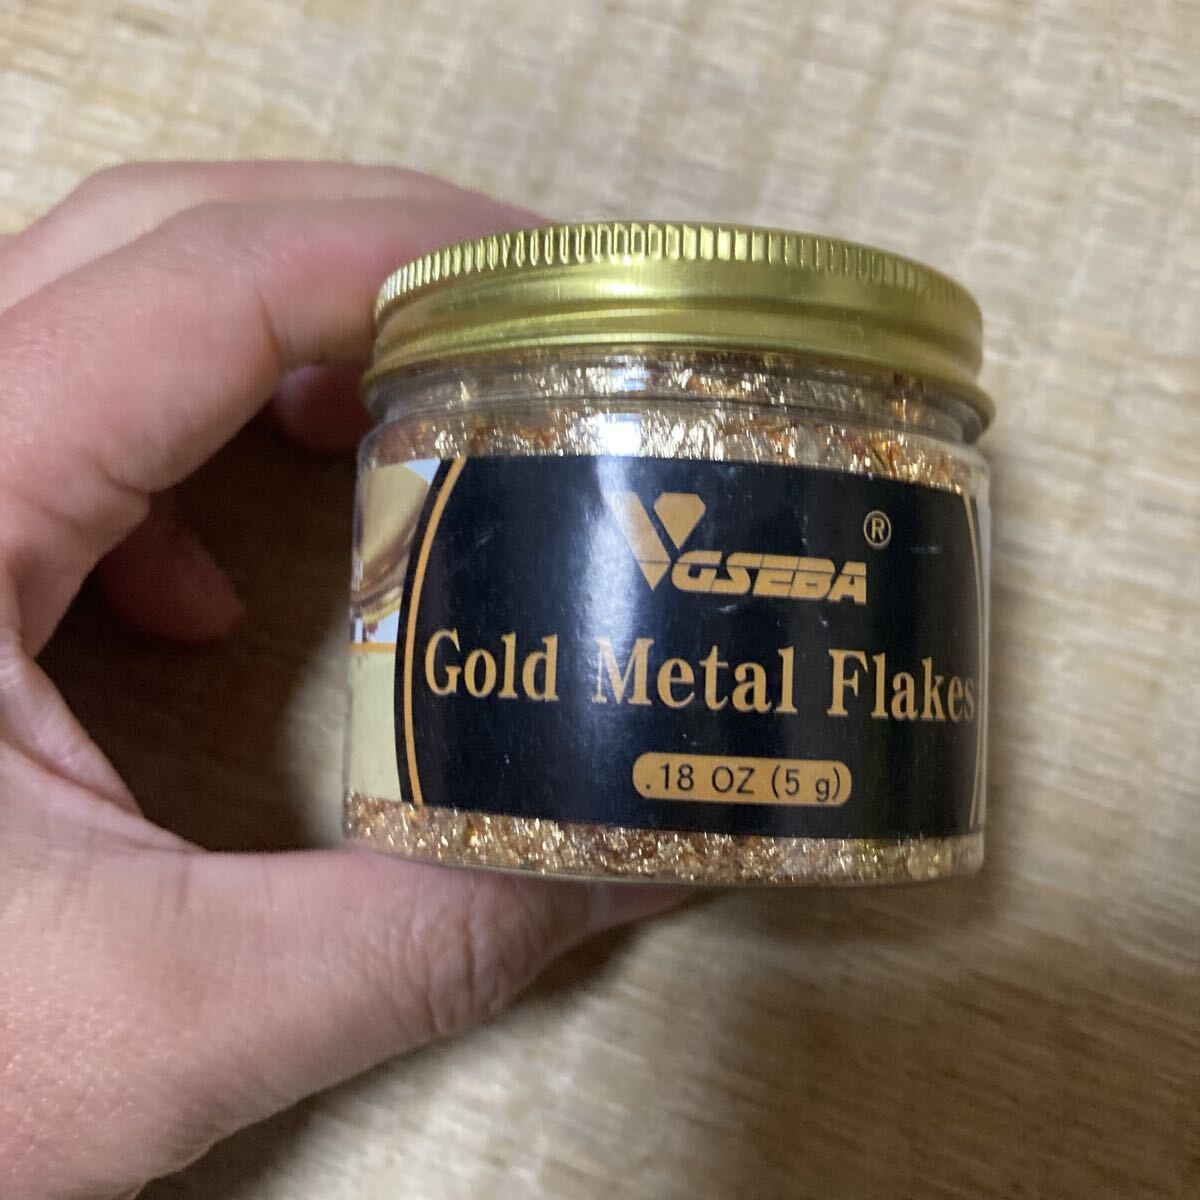 VGSEBA ®
Gold Metal Flakes
.18 OZ (5 g)